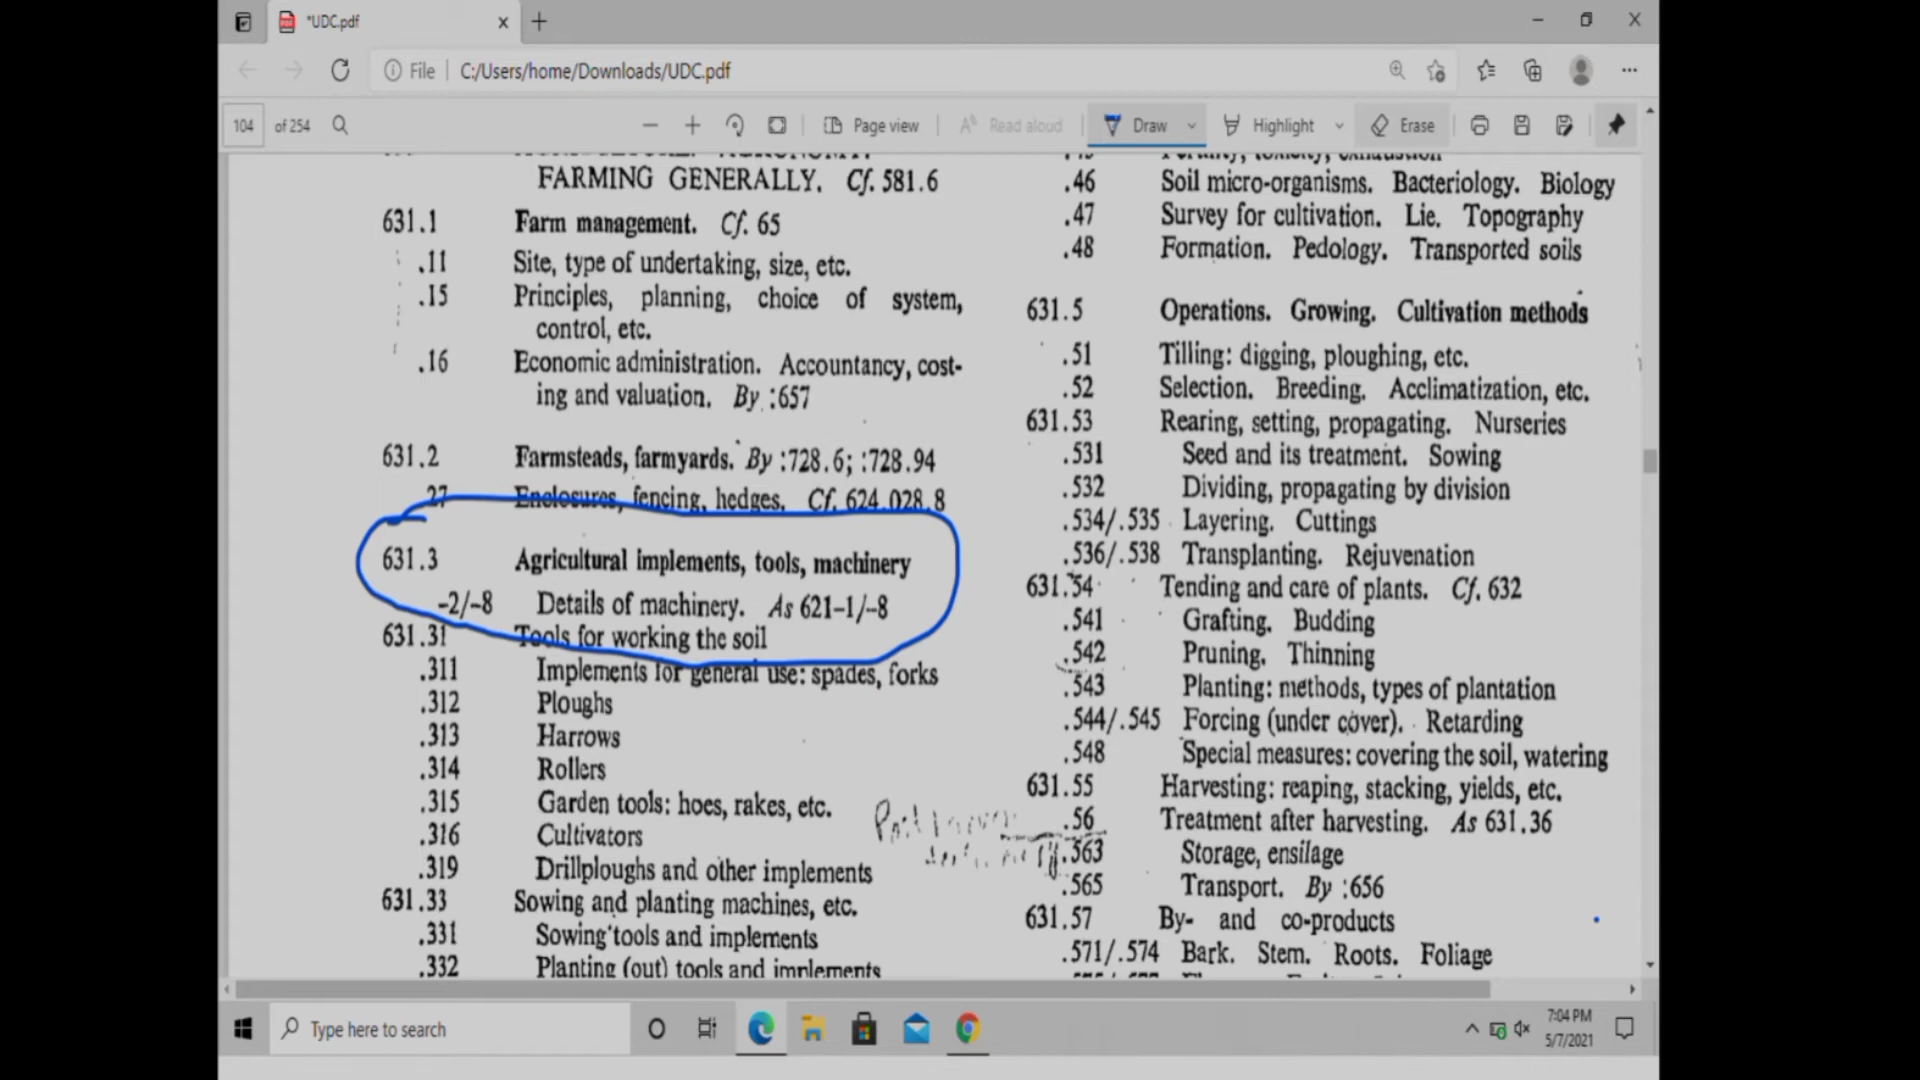 *UDC.pdf
File
C:/Users/home/Downloads/UDC.pdf
104
of 254
Page view
Read aloud
Draw
Highlight
Erase
FARMING GENERALLY. Cf. 581.6
631.1 Farm management. Cf. 65
.11 Site, type of undertaking, size, etc.
.15 Principles, planning, choice of system,
control, etc.
.16 Economic administration. Accountancy, cost-
ing and valuation. By :657
631.2 Farmsteads, farmyards. By :728.6; :728.94
.27 Enclosures, fencing, hedges. Cf. 624.028.8
631.3 Agricultural implements, tools, machinery
-2/-8 Details of machinery. As 621-1/-8
631.31 Tools for working the soil
.311 Implements for general use: spades, forks
.312 Ploughs
.313 Harrows
.314 Rollers
.315 Garden tools: hoes, rakes, etc.
.316 Cultivators
.319 Drillploughs and other implements
631.33 Sowing and planting machines, etc.
.331 Sowing tools and implements
.332 Planting (out) tools and implements
.46 Soil micro-organisms. Bacteriology. Biology
.47 Survey for cultivation. Lie. Topography
.48 Formation. Pedology. Transported soils
631.5 Operations. Growing. Cultivation methods
.51 Tilling: digging, ploughing, etc.
.52 Selection. Breeding. Acclimatization, etc.
631.53 Rearing, setting, propagating. Nurseries
.531 Seed and its treatment. Sowing
.532 Dividing, propagating by division
.534/.535 Layering. Cuttings
.536/.538 Transplanting. Rejuvenation
631.54 Tending and care of plants. Cf. 632
.541 Grafting. Budding
.542 Pruning. Thinning
.543 Planting: methods, types of plantation
.544/.545 Forcing (under cover). Retarding
.548 Special measures: covering the soil, watering
631.55 Harvesting: reaping, stacking, yields, etc.
.56 Treatment after harvesting. As 631.36
.563 Storage, ensilage
.565 Transport. By :656
631.57 By- and co-products
.571/.574 Bark. Stem. Roots. Foliage
Type here to search
7:04 PM
5/7/2021